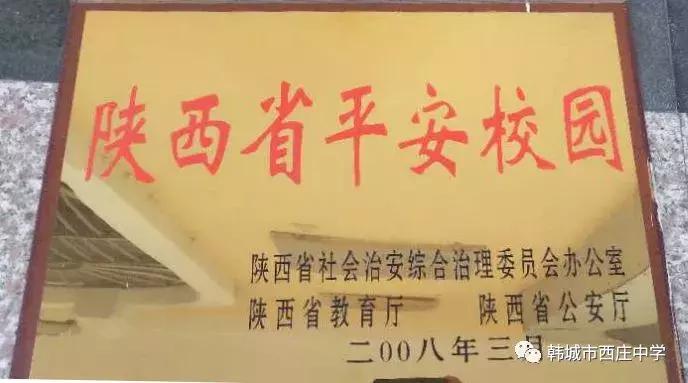 陕西省平安校园
陕西省社会治安综合治理委员会办公室
陕西省教育厅 陕西省公安厅
二00八年三月
韩城市西庄中学